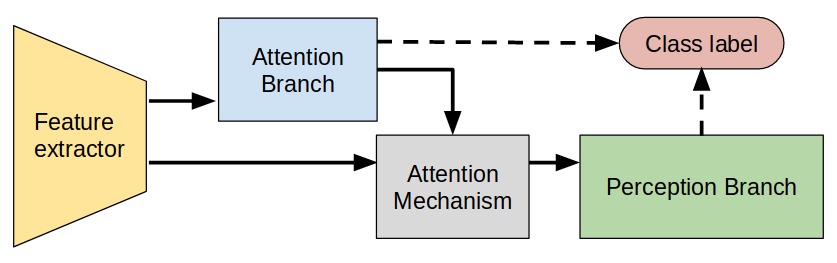 Attention
Branch
Class label
Feature
extractor
Attention
Mechanism
Perception Branch